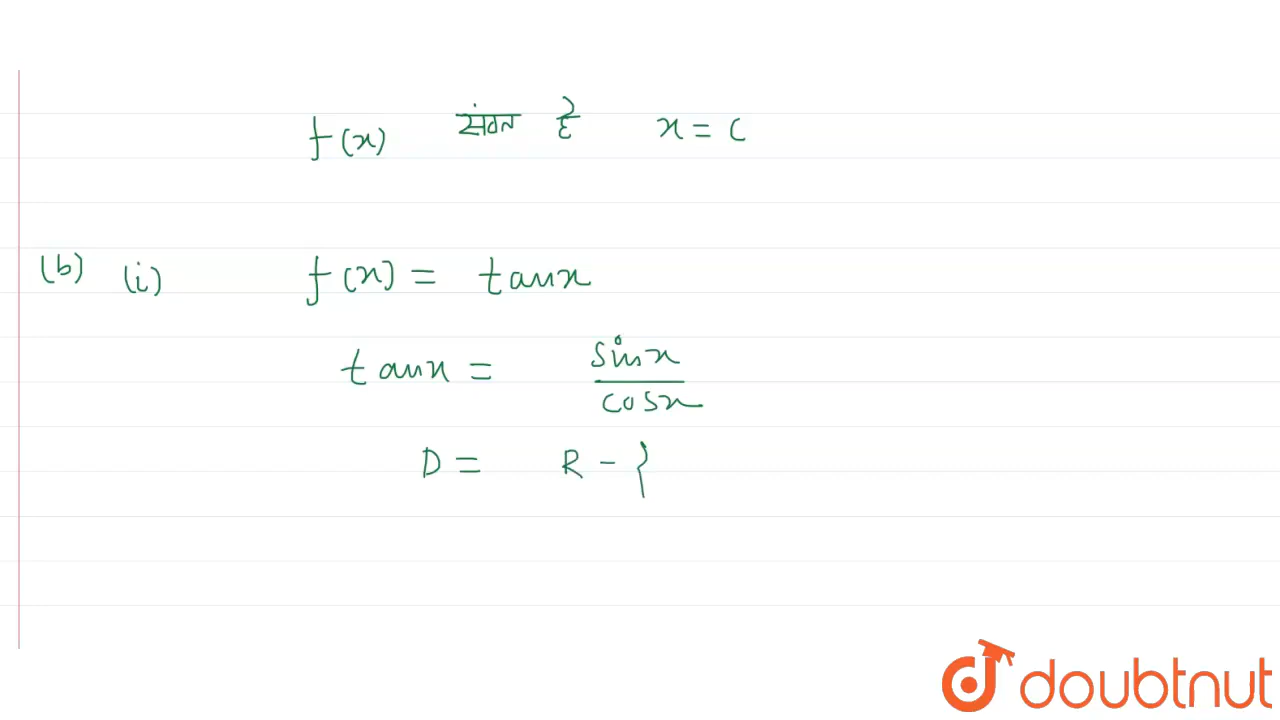 f(x) संतत है x = c
(b) (i) f(x) = tanx
tanx = sinx/cosx
D = R - {
doubtnut